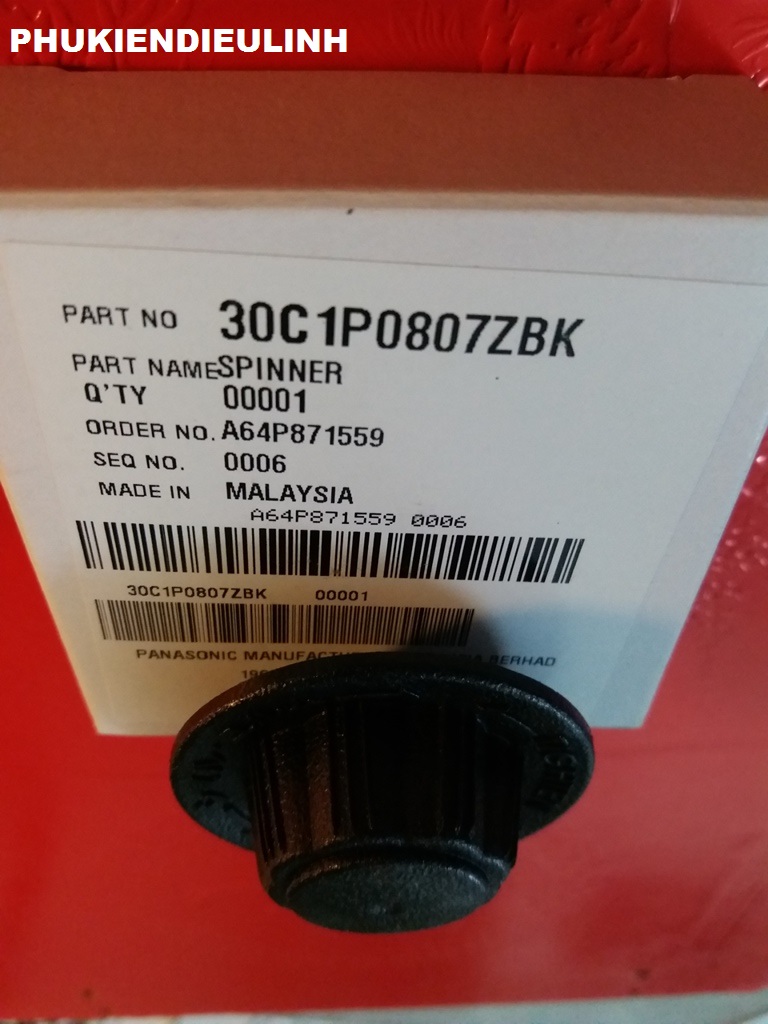 PHUKIENDIEULINH
PART NO 30C1P0807ZBK
PART NAME SPINNER
Q'TY 00001
ORDER NO. A64P871559
SEQ NO. 0006
MADE IN MALAYSIA
A64P871559 0006
30C1P0807ZBK 00001
PANASONIC BERHAD